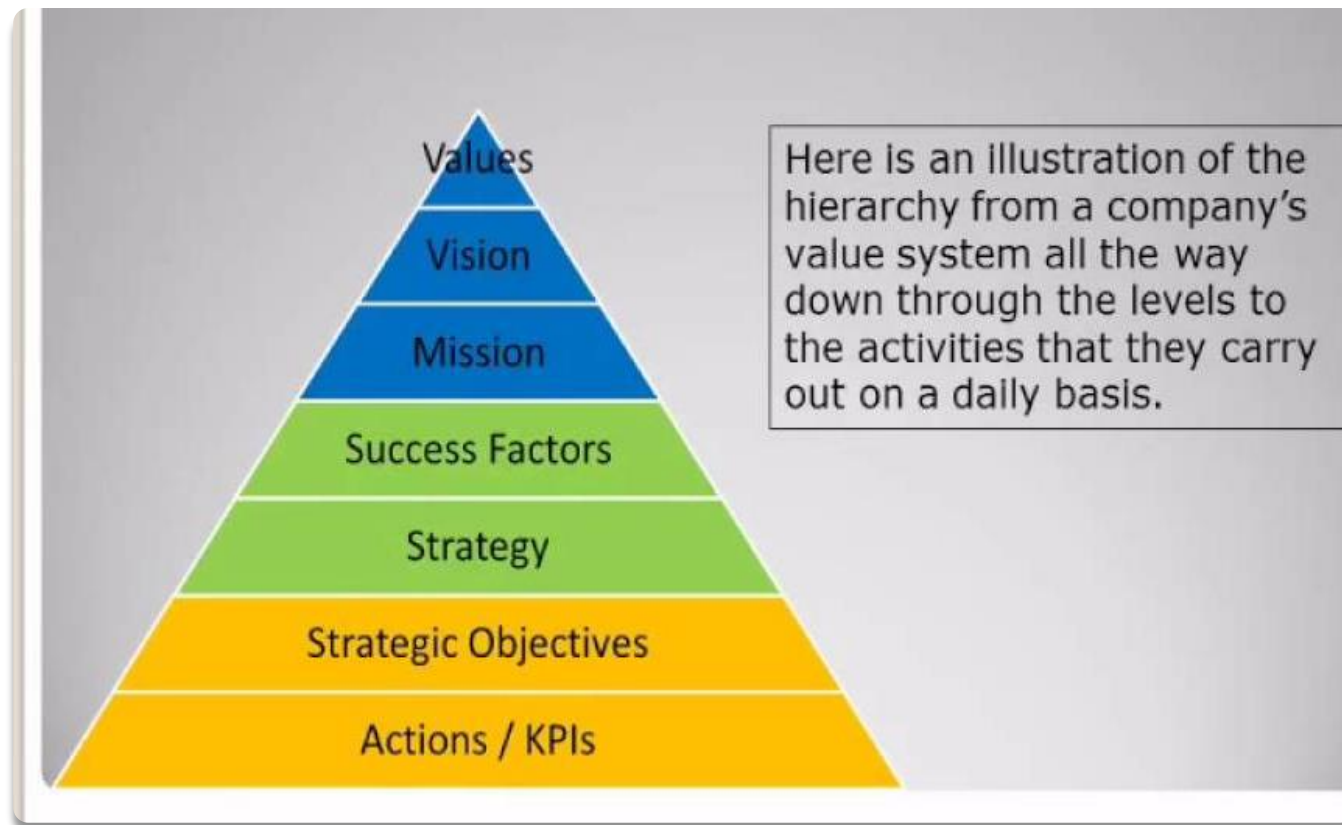 Values
Vision
Mission
Success Factors
Strategy
Strategic Objectives
Actions / KPIs
Here is an illustration of the
hierarchy from a company's
value system all the way
down through the levels to
the activities that they carry
out on a daily basis.